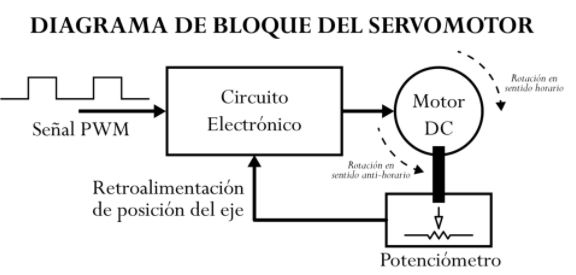 DIAGRAMA DE BLOQUE DEL SERVOMOTOR
Rotación en
sentido horario
Circuito
Electrónico
Motor
DC
Señal PWM
Rotación en
sentido anti-horario
Retroalimentación
de posición del eje
Potenciómetro